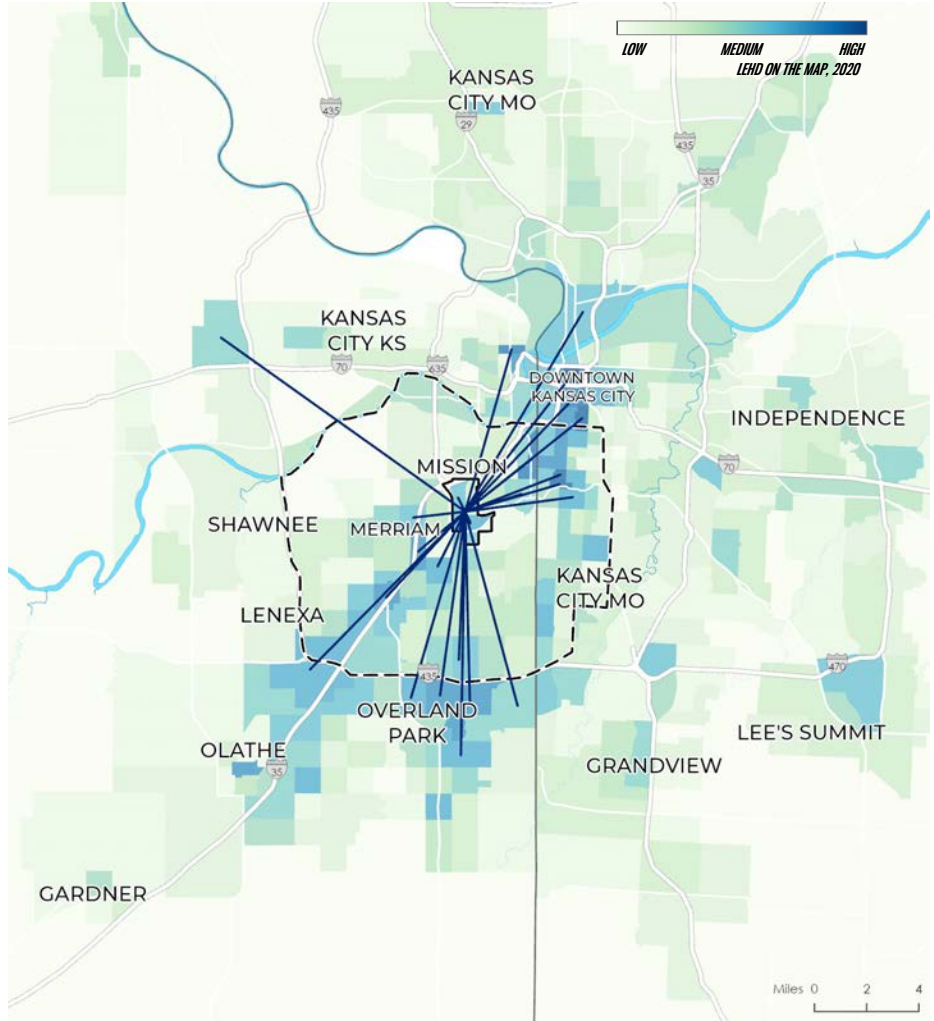 LOW MEDIUM HIGH
LEHD ON THE MAP, 2020
KANSAS
CITY MO
435
29
435
35
KANSAS
CITY KS
70
635
DOWNTOWN
KANSAS CITY
INDEPENDENCE
MISSION
70
SHAWNEE
MERRIAM
KANSAS
CITY MO
LENEXA
435
470
OVERLAND
PARK
LEE'S SUMMIT
OLATHE
35
GRANDVIEW
GARDNER
Miles 0 2 4